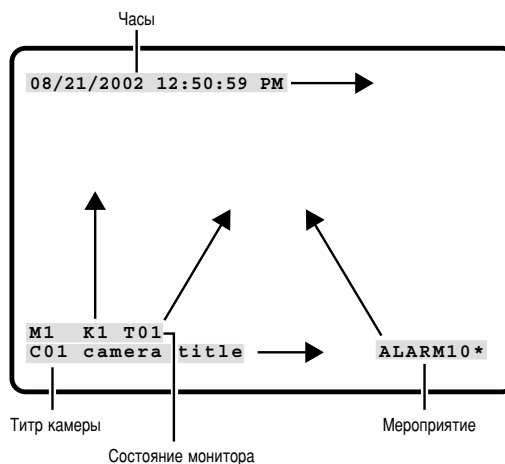 Часы
08/21/2002 12:50:59 PM
M1 K1 T01
C01 camera title
ALARM10*
Титр камеры
Мероприятие
Состояние монитора